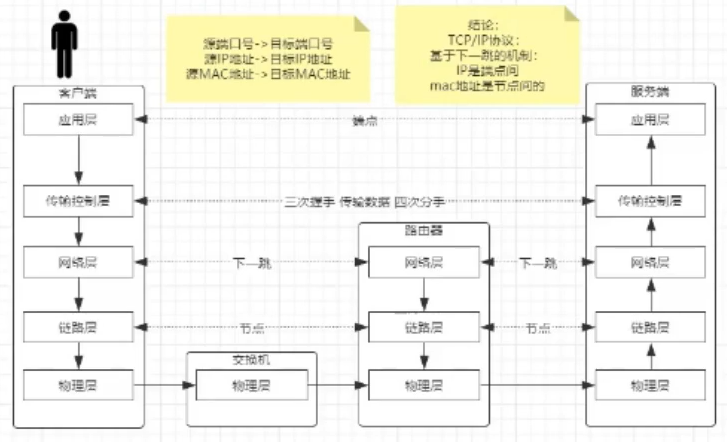 源端口号->目标端口号
源IP地址->目标IP地址
源MAC地址->目标MAC地址
结论：
TCP/IP协议：
基于下一跳的机制：
IP是端点间
mac地址是节点间的
客户端
服务端
应用层
端点
应用层
传输控制层
三次握手 传输数据 四次分手
传输控制层
路由器
网络层
下一跳
网络层
下一跳
网络层
链路层
节点
链路层
节点
链路层
交换机
物理层
物理层
物理层
物理层